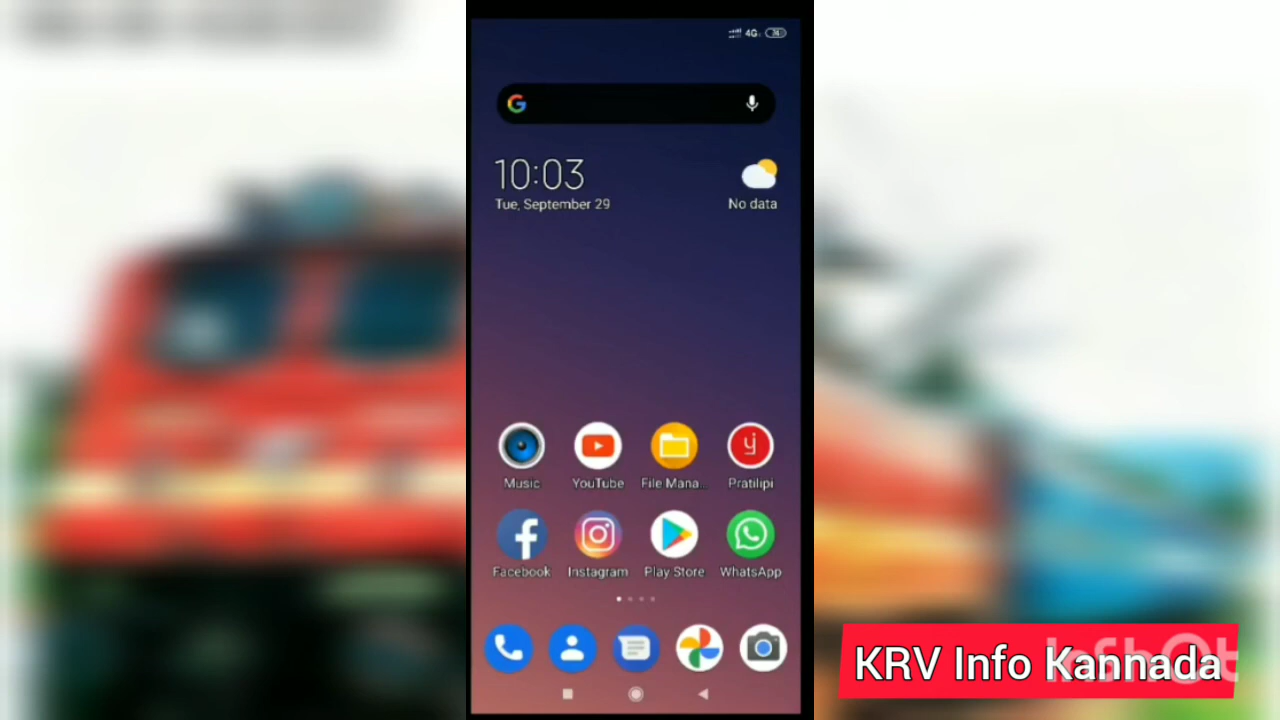 4G
10:03
Tue, September 29
No data
Music
YouTube
File Mana...
Pratilipi
Facebook
Instagram
Play Store
WhatsApp
KRV Info Kannada
InShOt